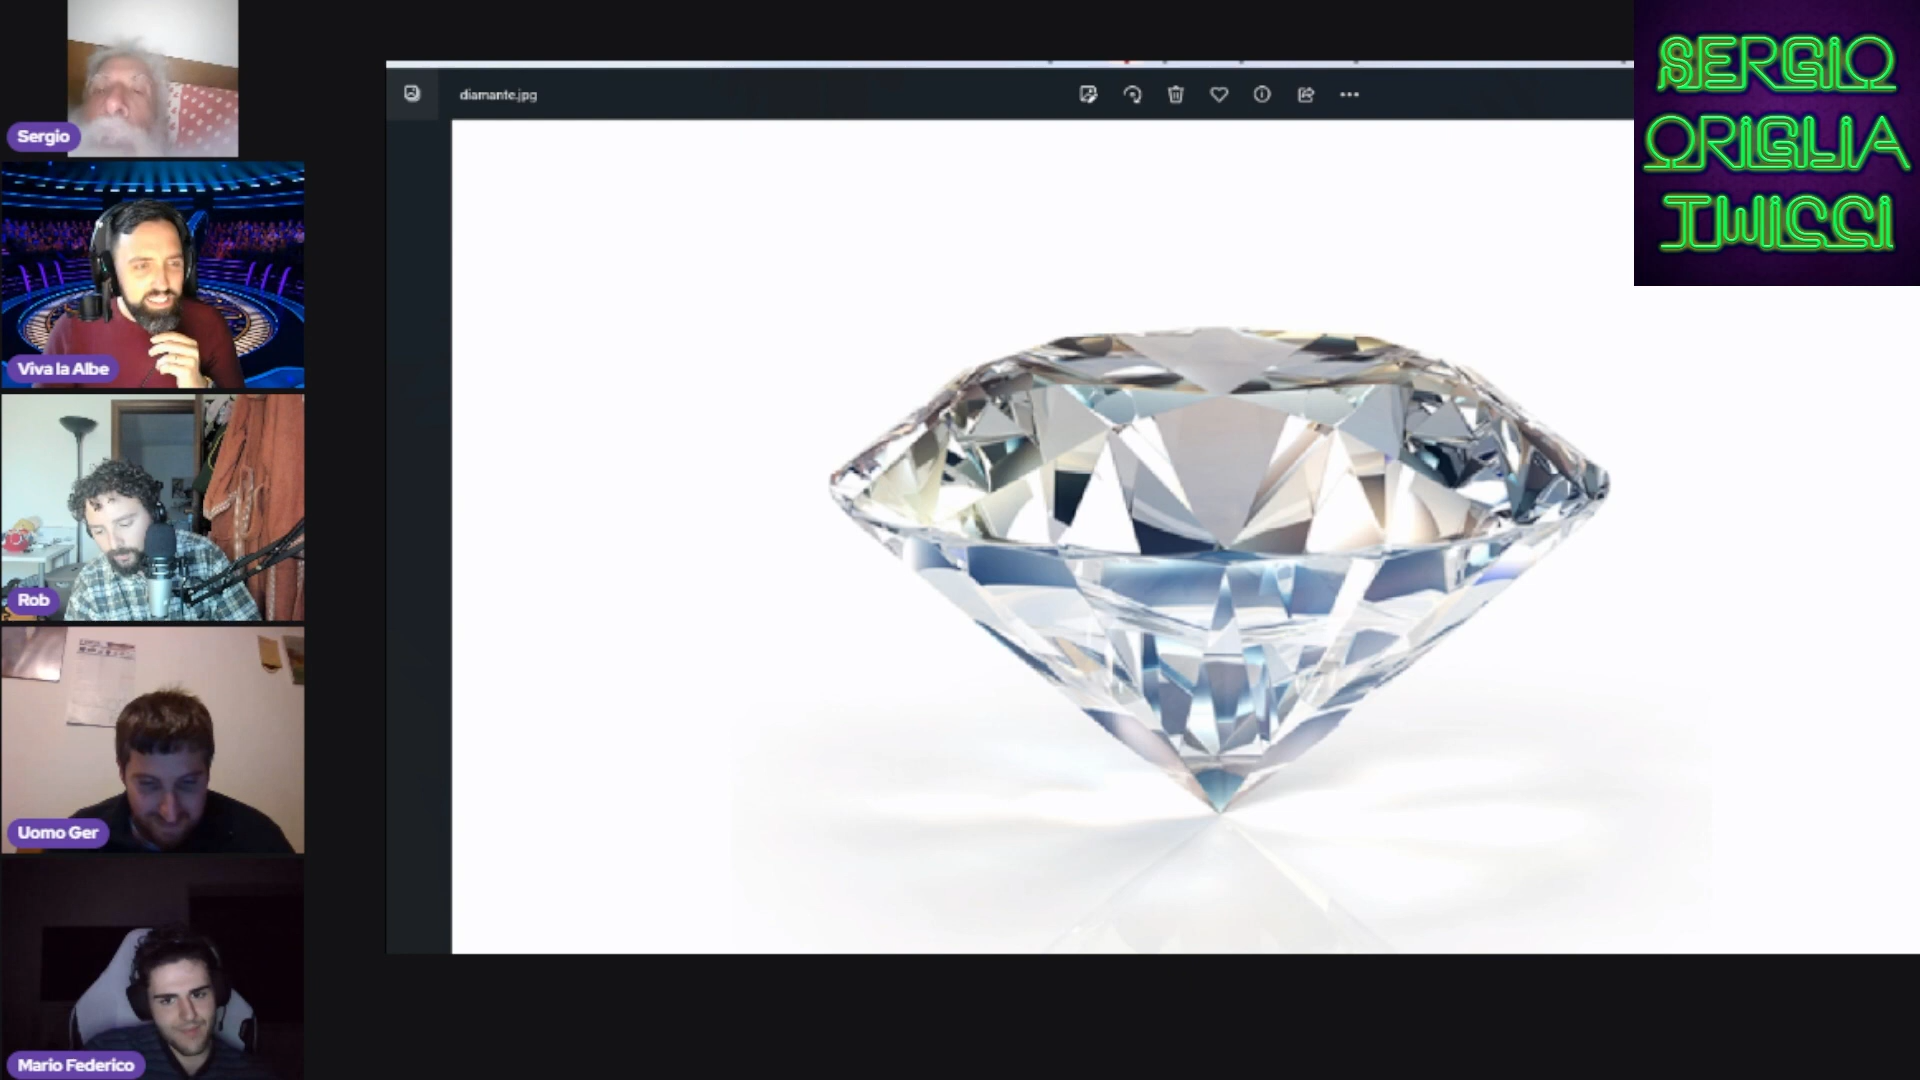 Sergio
diamante.jpg
SERGIO
ORIGLIA
TWICCI
Viva la Albe
Rob
Uomo Ger
Mario Federico